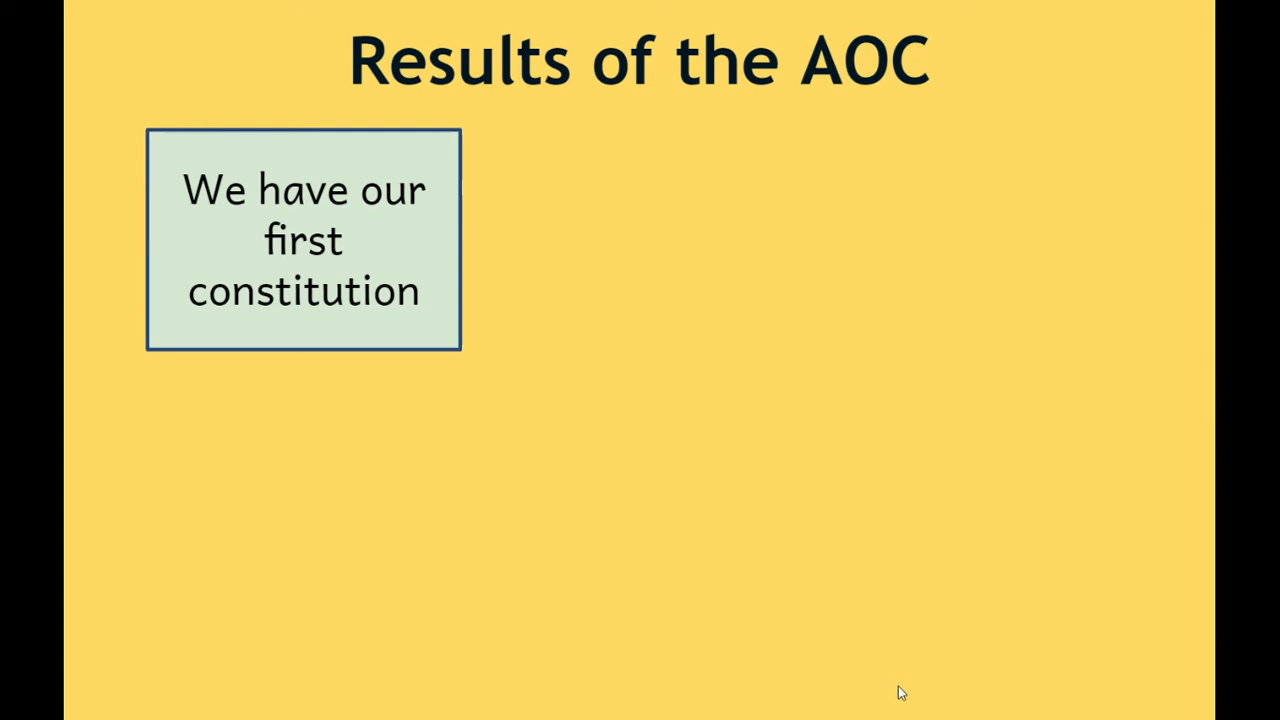 Results of the AOC
We have our
first
constitution